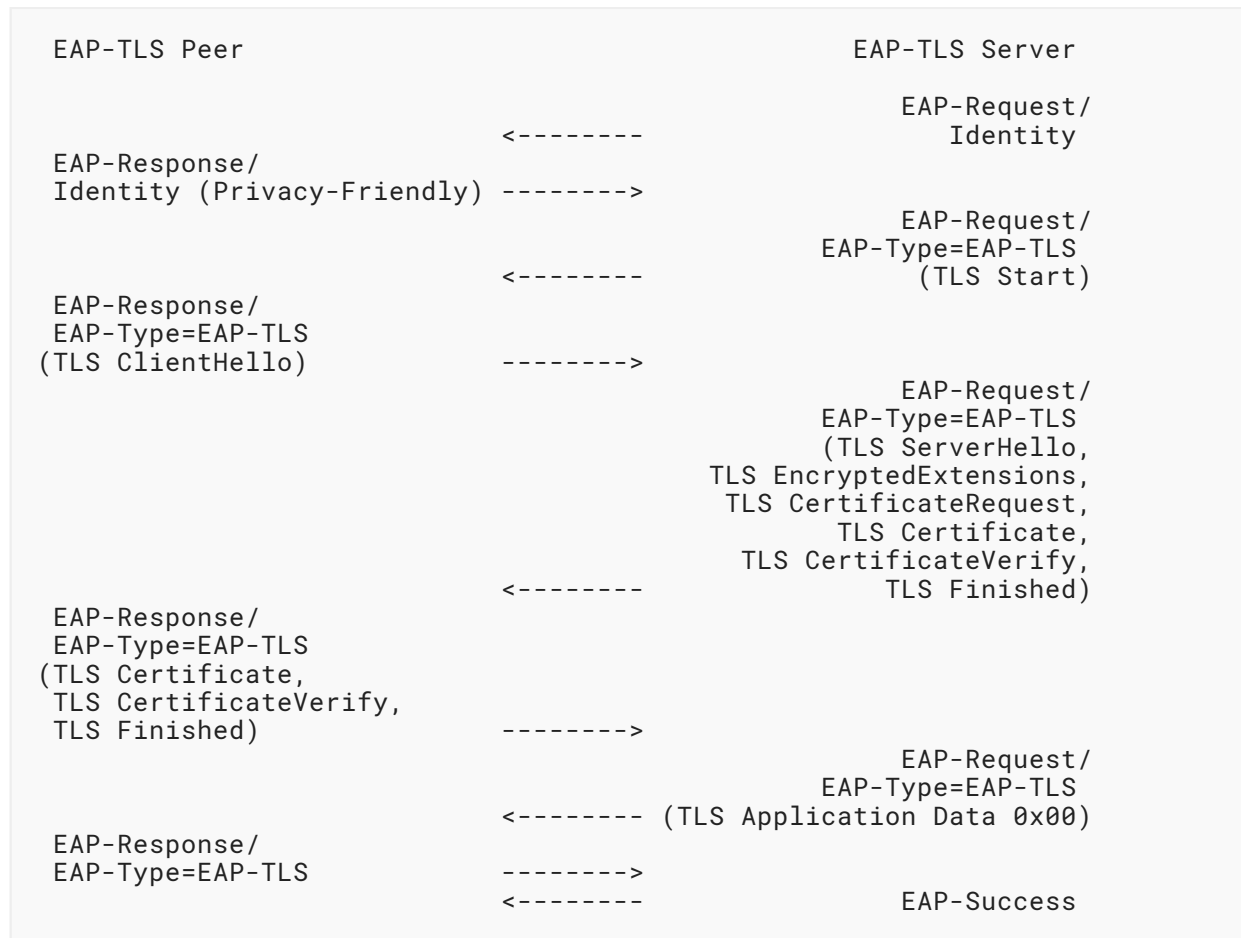 EAP-TLS Peer                                      EAP-TLS Server
                                                     EAP-Request/
                             <--------                   Identity
EAP-Response/
Identity (Privacy-Friendly) -------->
                                                     EAP-Request/
                                                EAP-Type=EAP-TLS
                             <--------                 (TLS Start)
EAP-Response/
EAP-Type=EAP-TLS
(TLS ClientHello)            -------->
                                                     EAP-Request/
                                                EAP-Type=EAP-TLS
                                                (TLS ServerHello,
                                         TLS EncryptedExtensions,
                                          TLS CertificateRequest,
                                                 TLS Certificate,
                                           TLS CertificateVerify,
                             <--------               TLS Finished)
EAP-Response/
EAP-Type=EAP-TLS
(TLS Certificate,
TLS CertificateVerify,
TLS Finished)                -------->
                                                     EAP-Request/
                                                EAP-Type=EAP-TLS
                             <-------- (TLS Application Data 0x00)
EAP-Response/
EAP-Type=EAP-TLS             -------->
                             <--------                EAP-Success